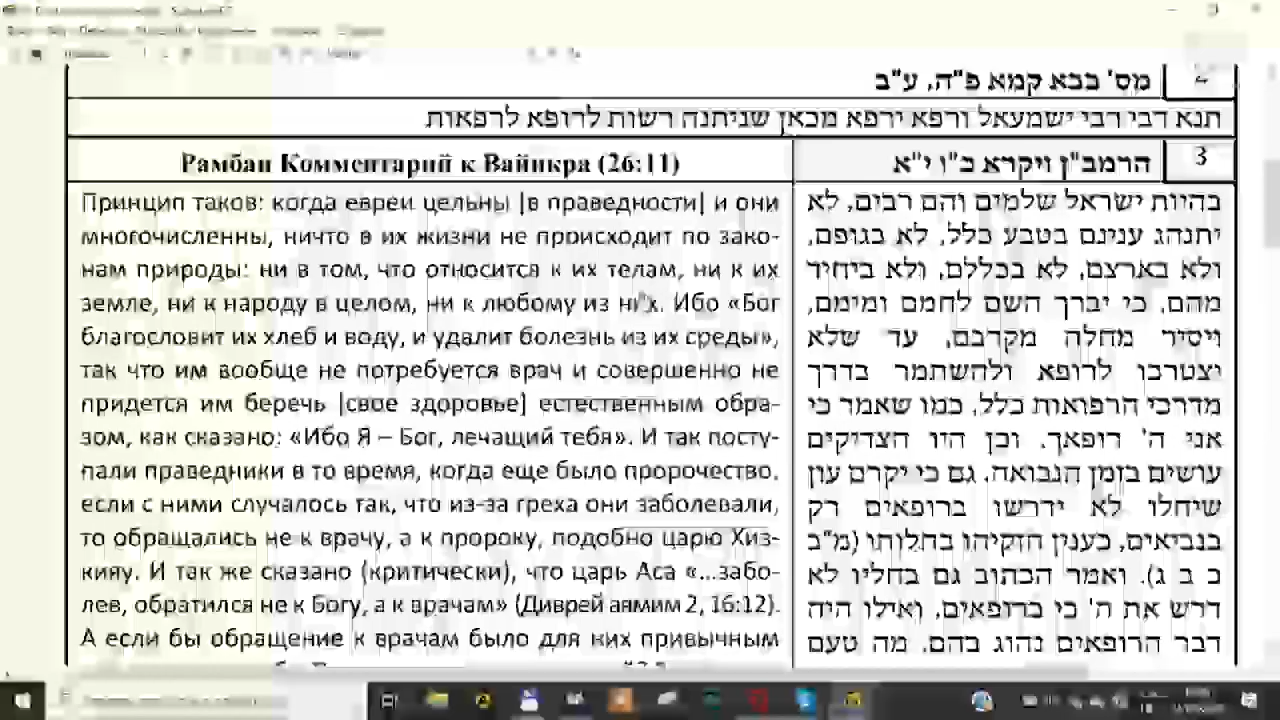 2
מס' בבא קמא פ"ה, ע"ב
תנא דבי רבי ישמעאל ורפא ירפא מכאן שניתנה רשות לרופא לרפאות
3
הרמב"ן ויקרא כ"ו י"א
בהיות ישראל שלמים והם רבים, לא
יתנהג ענינם בטבע כלל, לא בגופם,
ולא בארצם, לא בכללם, ולא ביחיד
מהם, כי יברך השם לחמם ומימם,
ויסיר מחלה מקרבם, עד שלא
יצטרכו לרופא ולהשתמר בדרך
מדרכי הרפואות כלל, כמו שאמר כי
אני ה' רופאך. וכן היו הצדיקים
עושים בזמן הנבואה, גם כי יקרם עון
שיחלו לא ידרשו ברופאים רק
בנביאים, כענין חזקיהו בחלותו (מ"ב
כ ב ג). ואמר הכתוב גם בחליו לא
דרש את ה' כי ברופאים, ואילו היה
דבר הרופאים נהוג בהם, מה טעם
Рамбан Комментарий к Вайикра (26:11)
Принцип таков: когда евреи цельны [в праведности] и они
многочисленны, ничто в их жизни не происходит по зако-
нам природы: ни в том, что относится к их телам, ни к их
земле, ни к народу в целом, ни к любому из них. Ибо «Бог
благословит их хлеб и воду, и удалит болезнь из их среды»,
так что им вообще не потребуется врач и совершенно не
придется им беречь [свое здоровье] естественным обра-
зом, как сказано: «Ибо Я – Бог, лечащий тебя». И так посту-
пали праведники в то время, когда еще было пророчество,
если с ними случалось так, что из-за греха они заболевали,
то обращались не к врачу, а к пророку, подобно царю Хиз-
кияу. И так же сказано (критически), что царь Аса «...забо-
лев, обратился не к Богу, а к врачам» (Диврей аямим 2, 16:12).
А если бы обращение к врачам было для них привычным